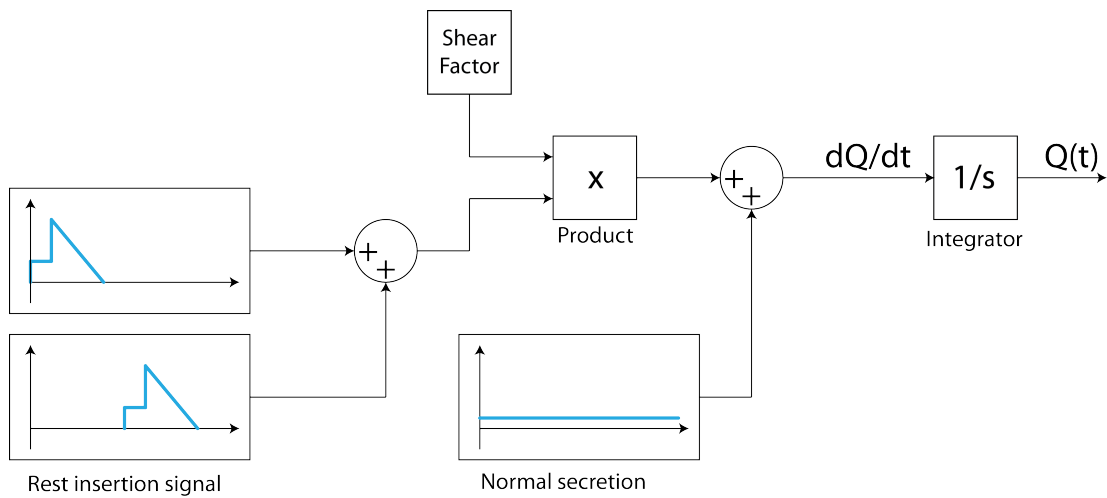 Shear
Factor
x
Product
+
+
dQ/dt
1/s
Integrator
Q(t)
+
+
Rest insertion signal
Normal secretion